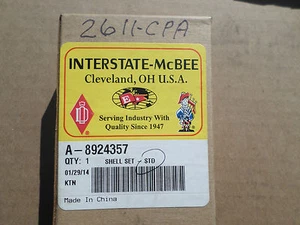 2611-CPA
INTERSTATE-McBEE
Cleveland, OH U.S.A.
Serving Industry With
Quality Since 1947
A-8924357
QTY: 1 SHELL SET - STD
01/29/14
KTN
Made In China